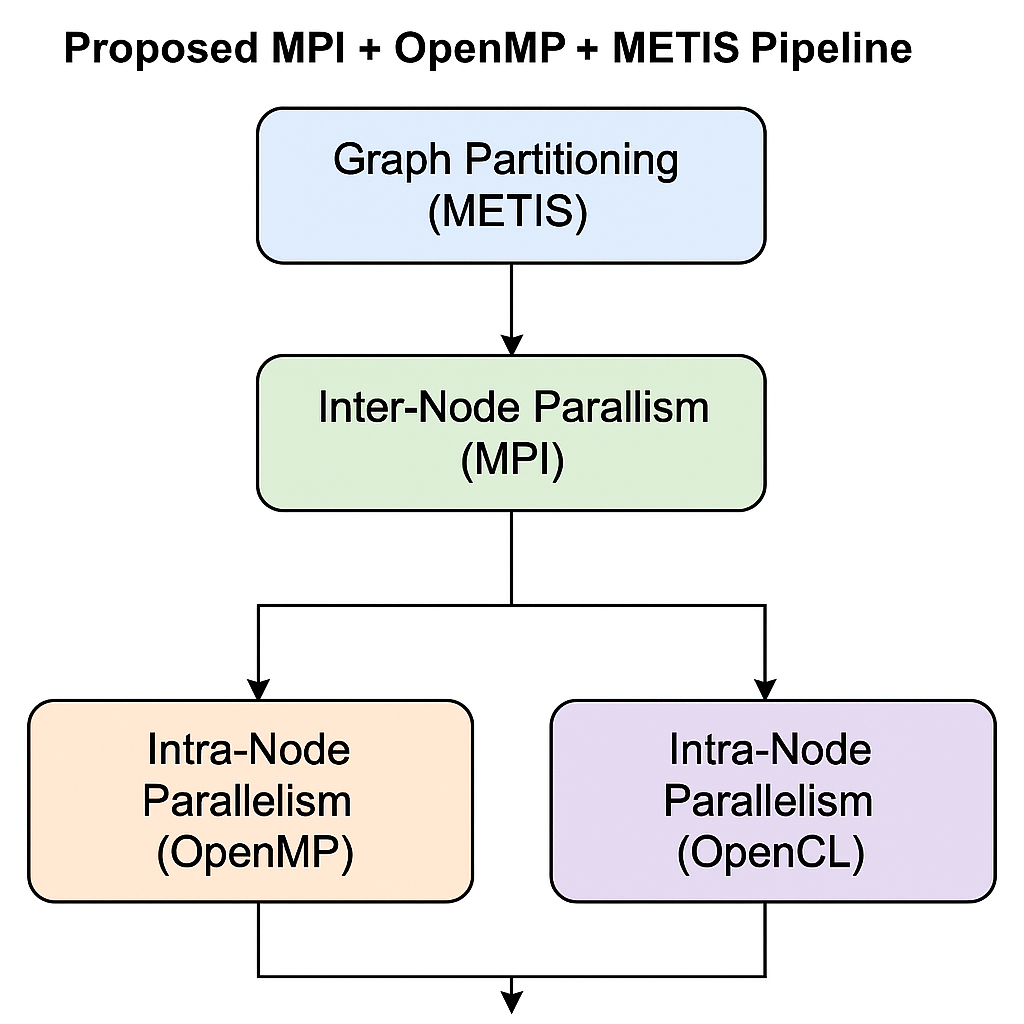 Proposed MPI + OpenMP + METIS Pipeline
Graph Partitioning
(METIS)
Inter-Node Parallism
(MPI)
Intra-Node
Parallelism
(OpenMP)
Intra-Node
Parallelism
(OpenCL)